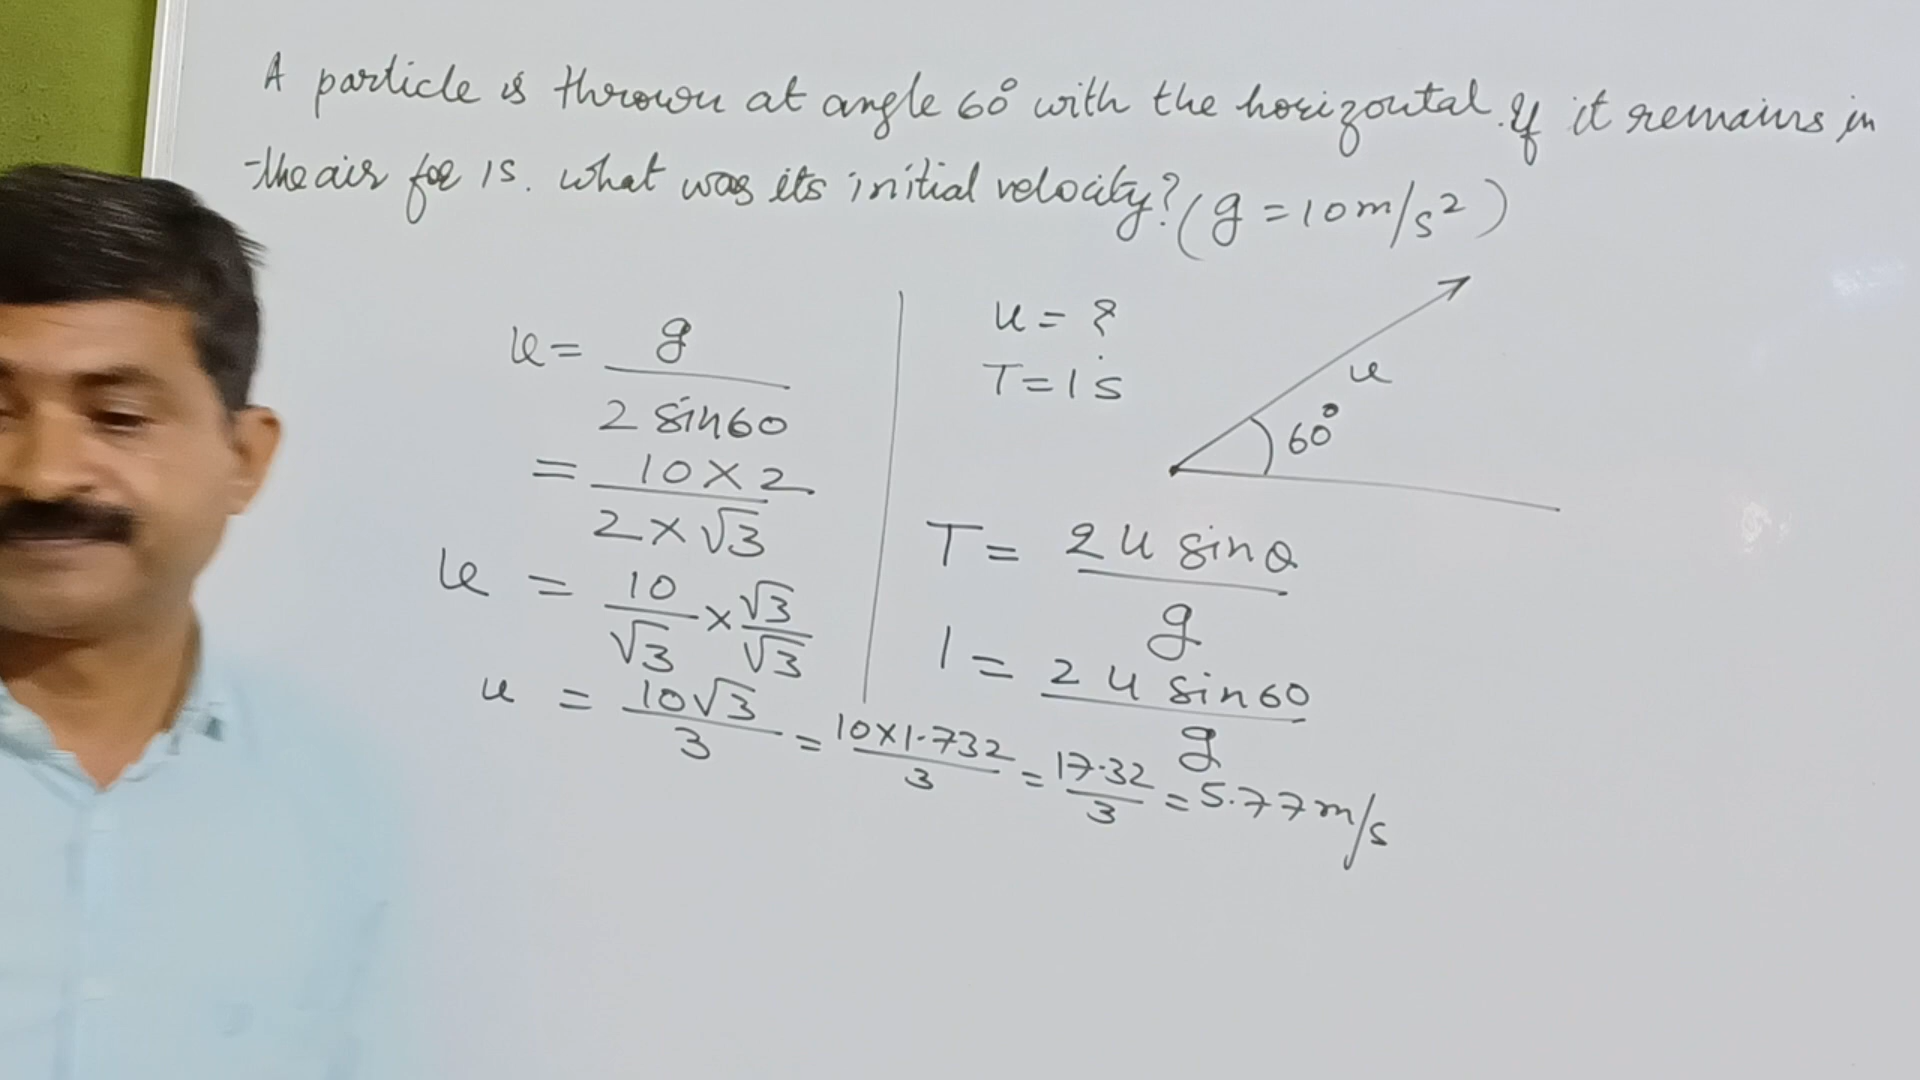 A particle is thrown at angle 60° with the horizontal. If it remains in
the air for 1s. what was its initial velocity? (g = 10m/s²)
u = ?
T = 1s
u
60°
T = 2u sinθ / g
1 = 2u sin60 / g
u = g / 2 sin60
= 10×2 / 2×√3
u = 10/√3 × √3/√3
u = 10√3/3 = 10×1.732/3 = 17.32/3 = 5.77m/s